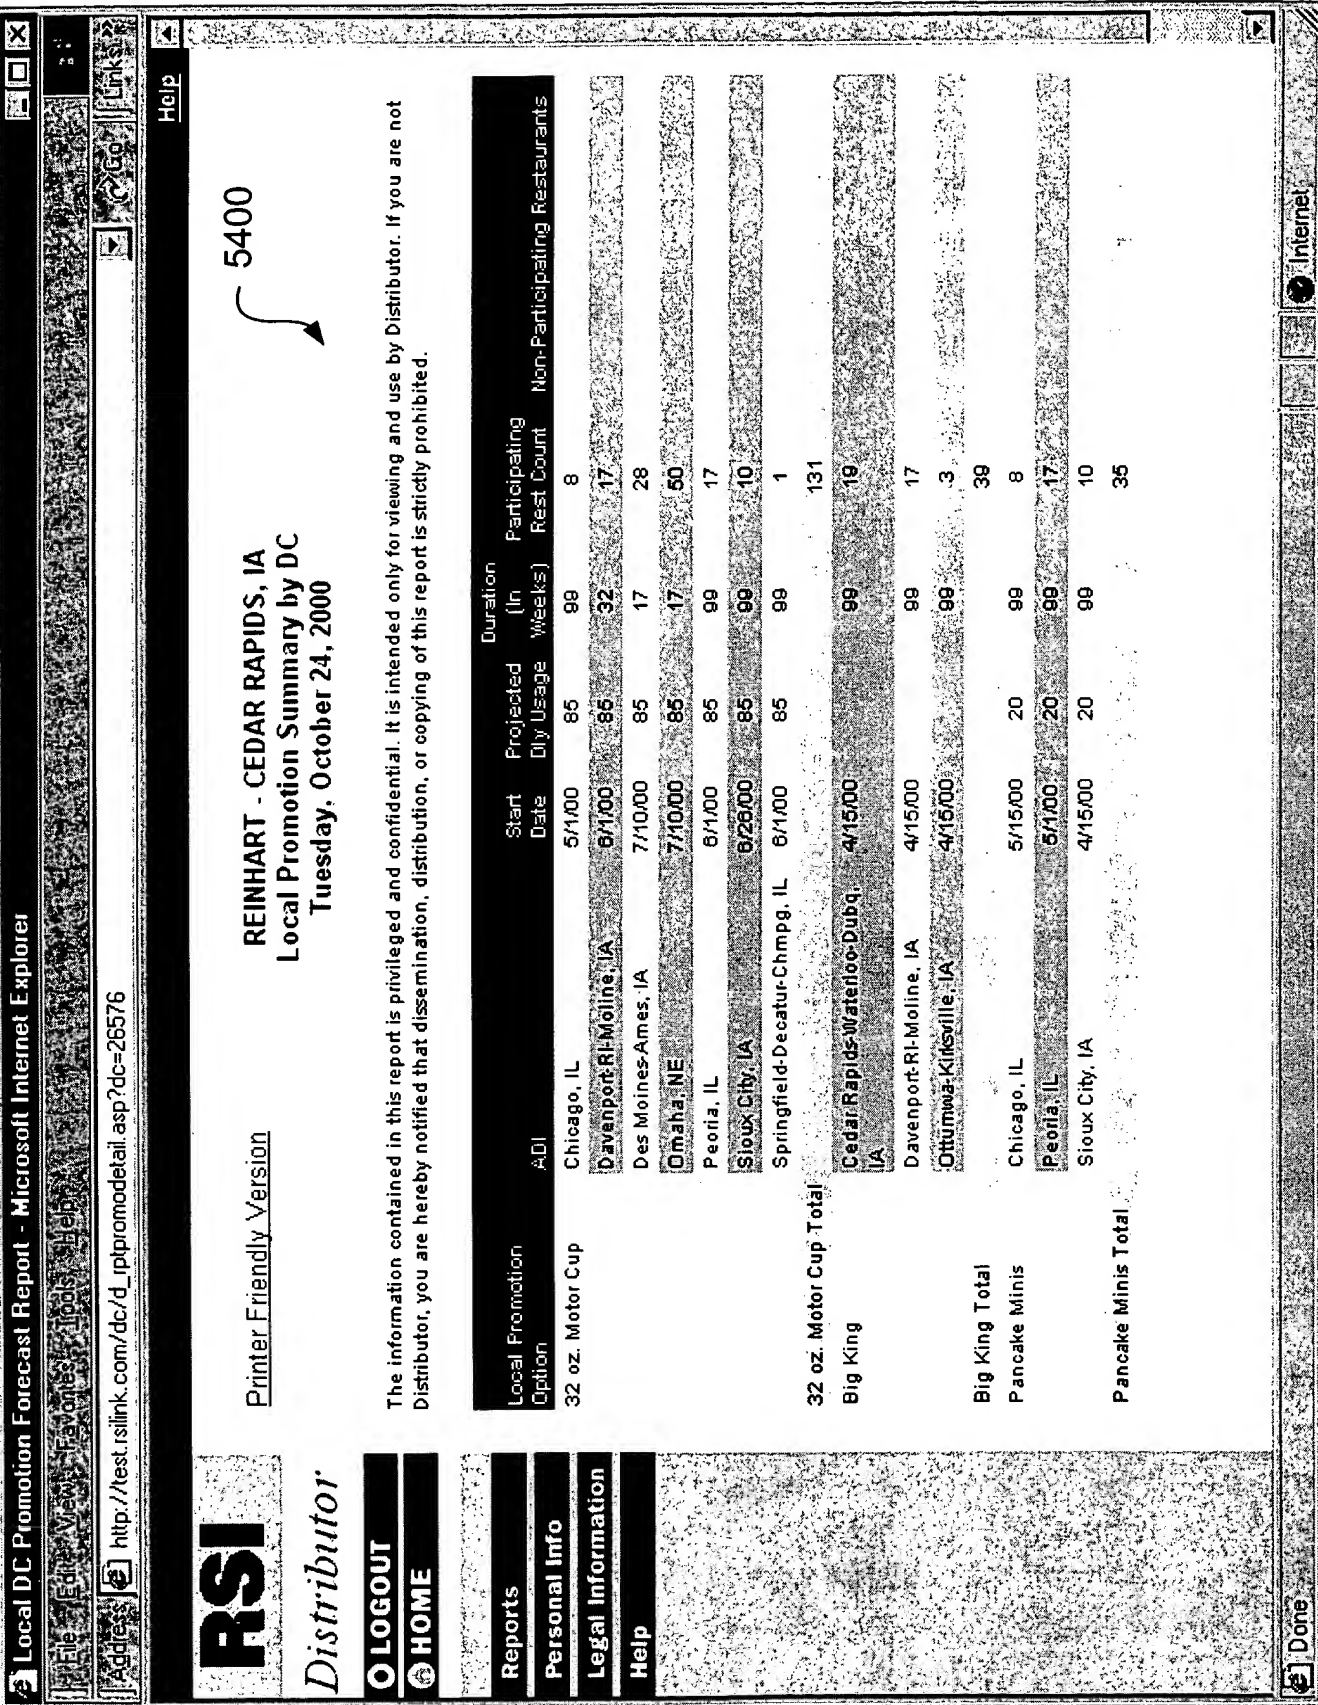 Local DC Promotion Forecast Report - Microsoft Internet Explorer
File Edit View Favorites Tools Help
Address http://test.rsilink.com/dc/d_rptpromodetail.asp?dc=26576 Go Links »
Help
RSI
Distributor
LOGOUT
HOME
Reports
Personal Info
Legal Information
Help
Printer Friendly Version
REINHART - CEDAR RAPIDS, IA
Local Promotion Summary by DC
Tuesday, October 24, 2000
5400
The information contained in this report is privileged and confidential. It is intended only for viewing and use by Distributor. If you are not
Distributor, you are hereby notified that dissemination, distribution, or copying of this report is strictly prohibited.
Duration
Local Promotion Start Projected (In Participating
Option ADI Date Dly Usage Weeks) Rest Count Non-Participating Restaurants
32 oz. Motor Cup Chicago, IL 5/1/00 85 99 8
Davenport-RI-Moline, IA 6/1/00 85 32 17
Des Moines-Ames, IA 7/10/00 85 17 28
Omaha, NE 7/10/00 85 17 50
Peoria, IL 6/1/00 85 99 17
Sioux City, IA 6/26/00 85 99 10
Springfield-Decatur-Chmpg, IL 6/1/00 85 99 1
32 oz. Motor Cup Total 131
Big King Cedar Rapids-Waterloo-Dubq, 4/15/00 99 19
IA
Davenport-RI-Moline, IA 4/15/00 99 17
Ottumwa-Kirksville, IA 4/15/00 99 3
Big King Total 39
Pancake Minis Chicago, IL 5/15/00 20 99 8
Peoria, IL 5/1/00 20 99 17
Sioux City, IA 4/15/00 20 99 10
Pancake Minis Total 35
Done Internet